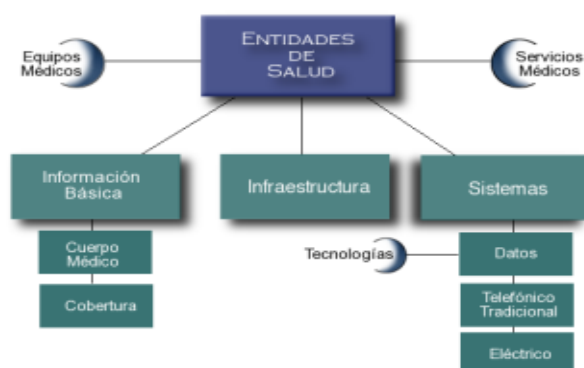 Equipos
Médicos
ENTIDADES
DE
SALUD
Servicios
Médicos
Información
Básica
Infraestructura
Sistemas
Cuerpo
Médico
Tecnologías
Datos
Cobertura
Telefónico
Tradicional
Eléctrico